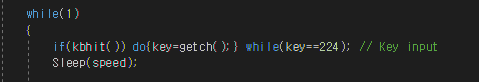 while(1)
{
if(kbhit()) do{key=getch();} while(key==224); // Key input
Sleep(speed);